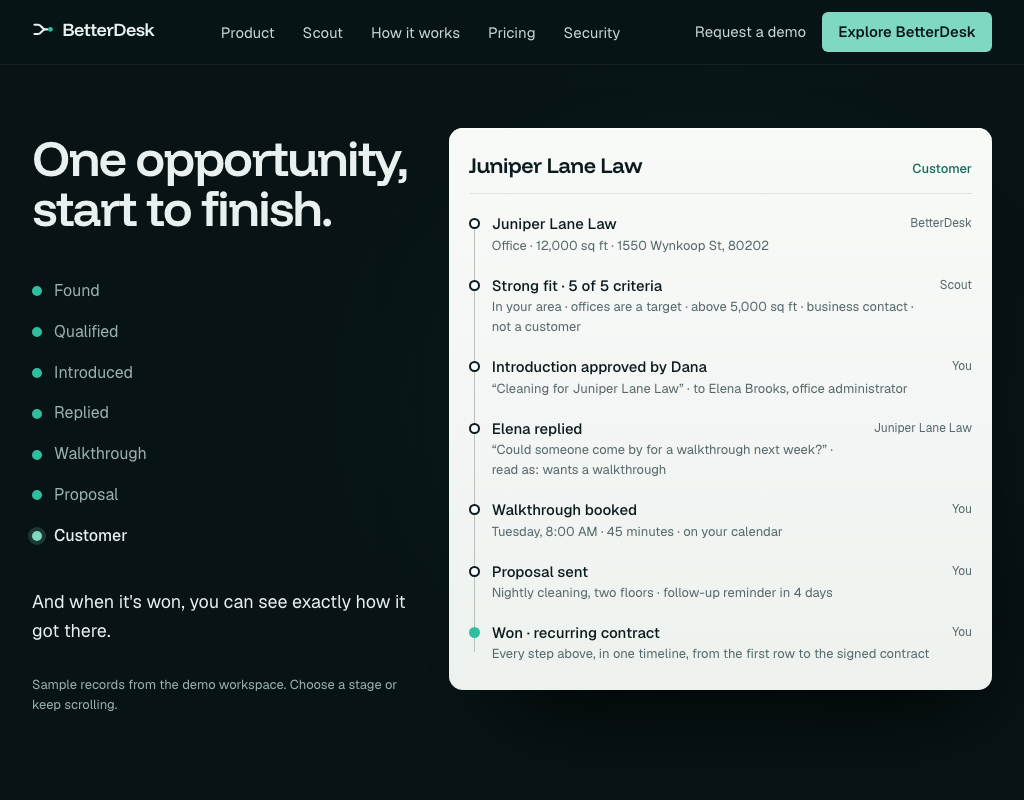 BetterDesk
Product
Scout
How it works
Pricing
Security
Request a demo
Explore BetterDesk
One opportunity,
start to finish.
Found
Qualified
Introduced
Replied
Walkthrough
Proposal
Customer
And when it's won, you can see exactly how it
got there.
Sample records from the demo workspace. Choose a stage or
keep scrolling.
Juniper Lane Law
Customer
Juniper Lane Law
BetterDesk
Office · 12,000 sq ft · 1550 Wynkoop St, 80202
Strong fit · 5 of 5 criteria
Scout
In your area · offices are a target · above 5,000 sq ft · business contact ·
not a customer
Introduction approved by Dana
You
“Cleaning for Juniper Lane Law” · to Elena Brooks, office administrator
Elena replied
Juniper Lane Law
“Could someone come by for a walkthrough next week?” ·
read as: wants a walkthrough
Walkthrough booked
You
Tuesday, 8:00 AM · 45 minutes · on your calendar
Proposal sent
You
Nightly cleaning, two floors · follow-up reminder in 4 days
Won · recurring contract
You
Every step above, in one timeline, from the first row to the signed contract